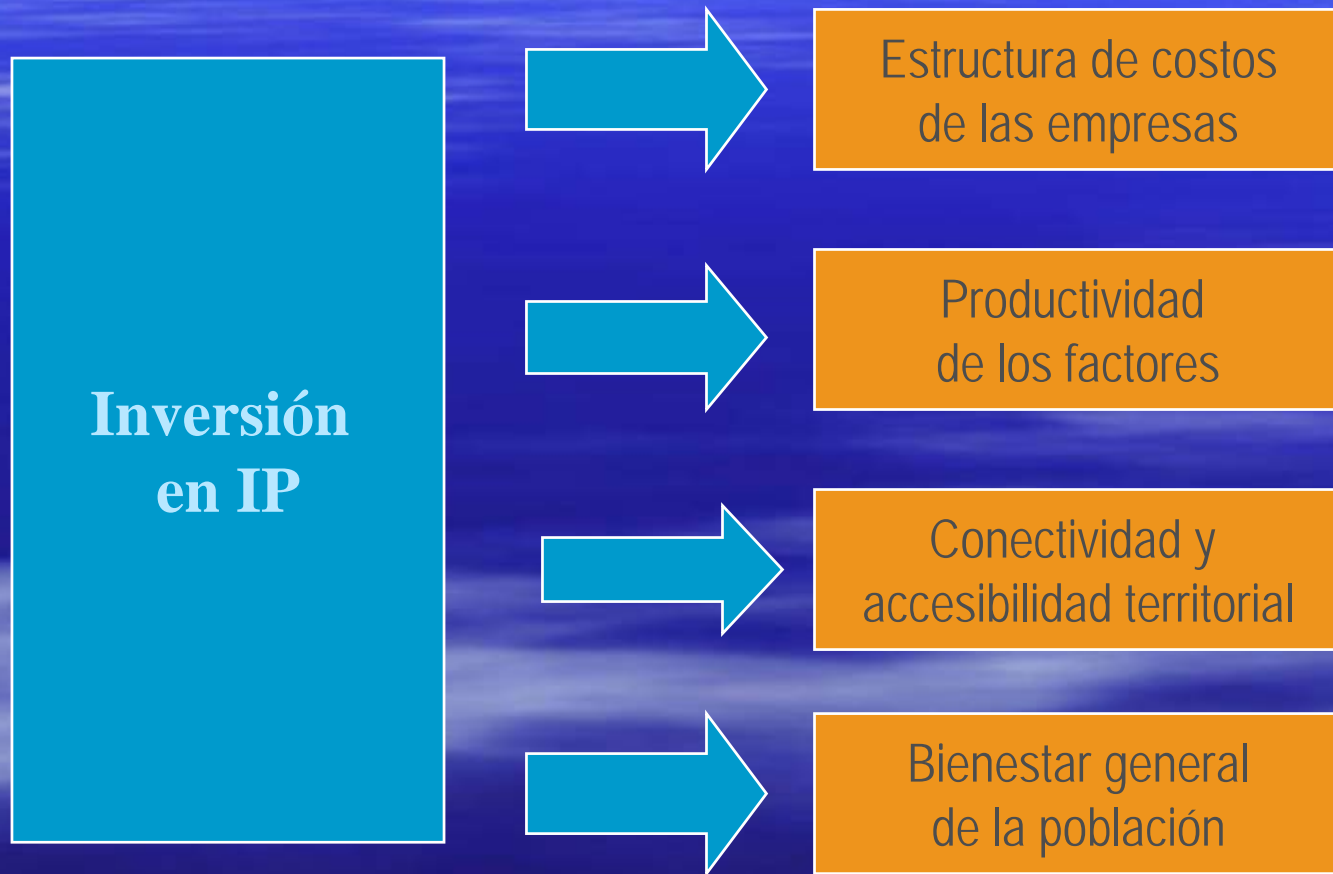 Inversión
en IP
Estructura de costos
de las empresas
Productividad
de los factores
Conectividad y
accesibilidad territorial
Bienestar general
de la población